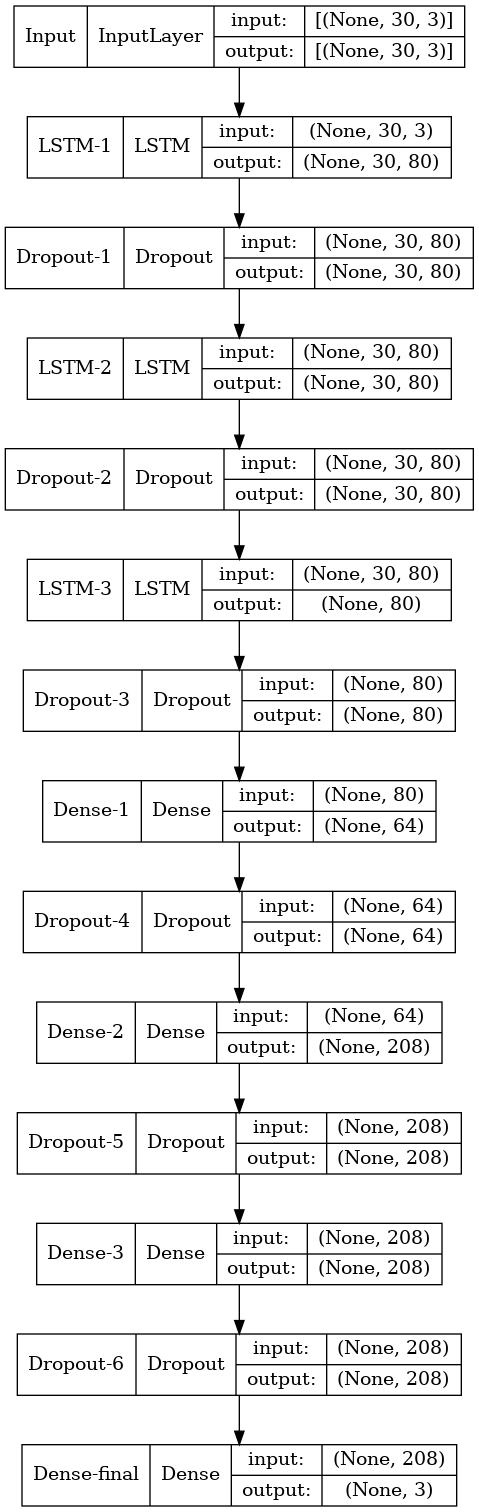 Input InputLayer input: [(None, 30, 3)]
output: [(None, 30, 3)]
LSTM-1 LSTM input: (None, 30, 3)
output: (None, 30, 80)
Dropout-1 Dropout input: (None, 30, 80)
output: (None, 30, 80)
LSTM-2 LSTM input: (None, 30, 80)
output: (None, 30, 80)
Dropout-2 Dropout input: (None, 30, 80)
output: (None, 30, 80)
LSTM-3 LSTM input: (None, 30, 80)
output: (None, 80)
Dropout-3 Dropout input: (None, 80)
output: (None, 80)
Dense-1 Dense input: (None, 80)
output: (None, 64)
Dropout-4 Dropout input: (None, 64)
output: (None, 64)
Dense-2 Dense input: (None, 64)
output: (None, 208)
Dropout-5 Dropout input: (None, 208)
output: (None, 208)
Dense-3 Dense input: (None, 208)
output: (None, 208)
Dropout-6 Dropout input: (None, 208)
output: (None, 208)
Dense-final Dense input: (None, 208)
output: (None, 3)